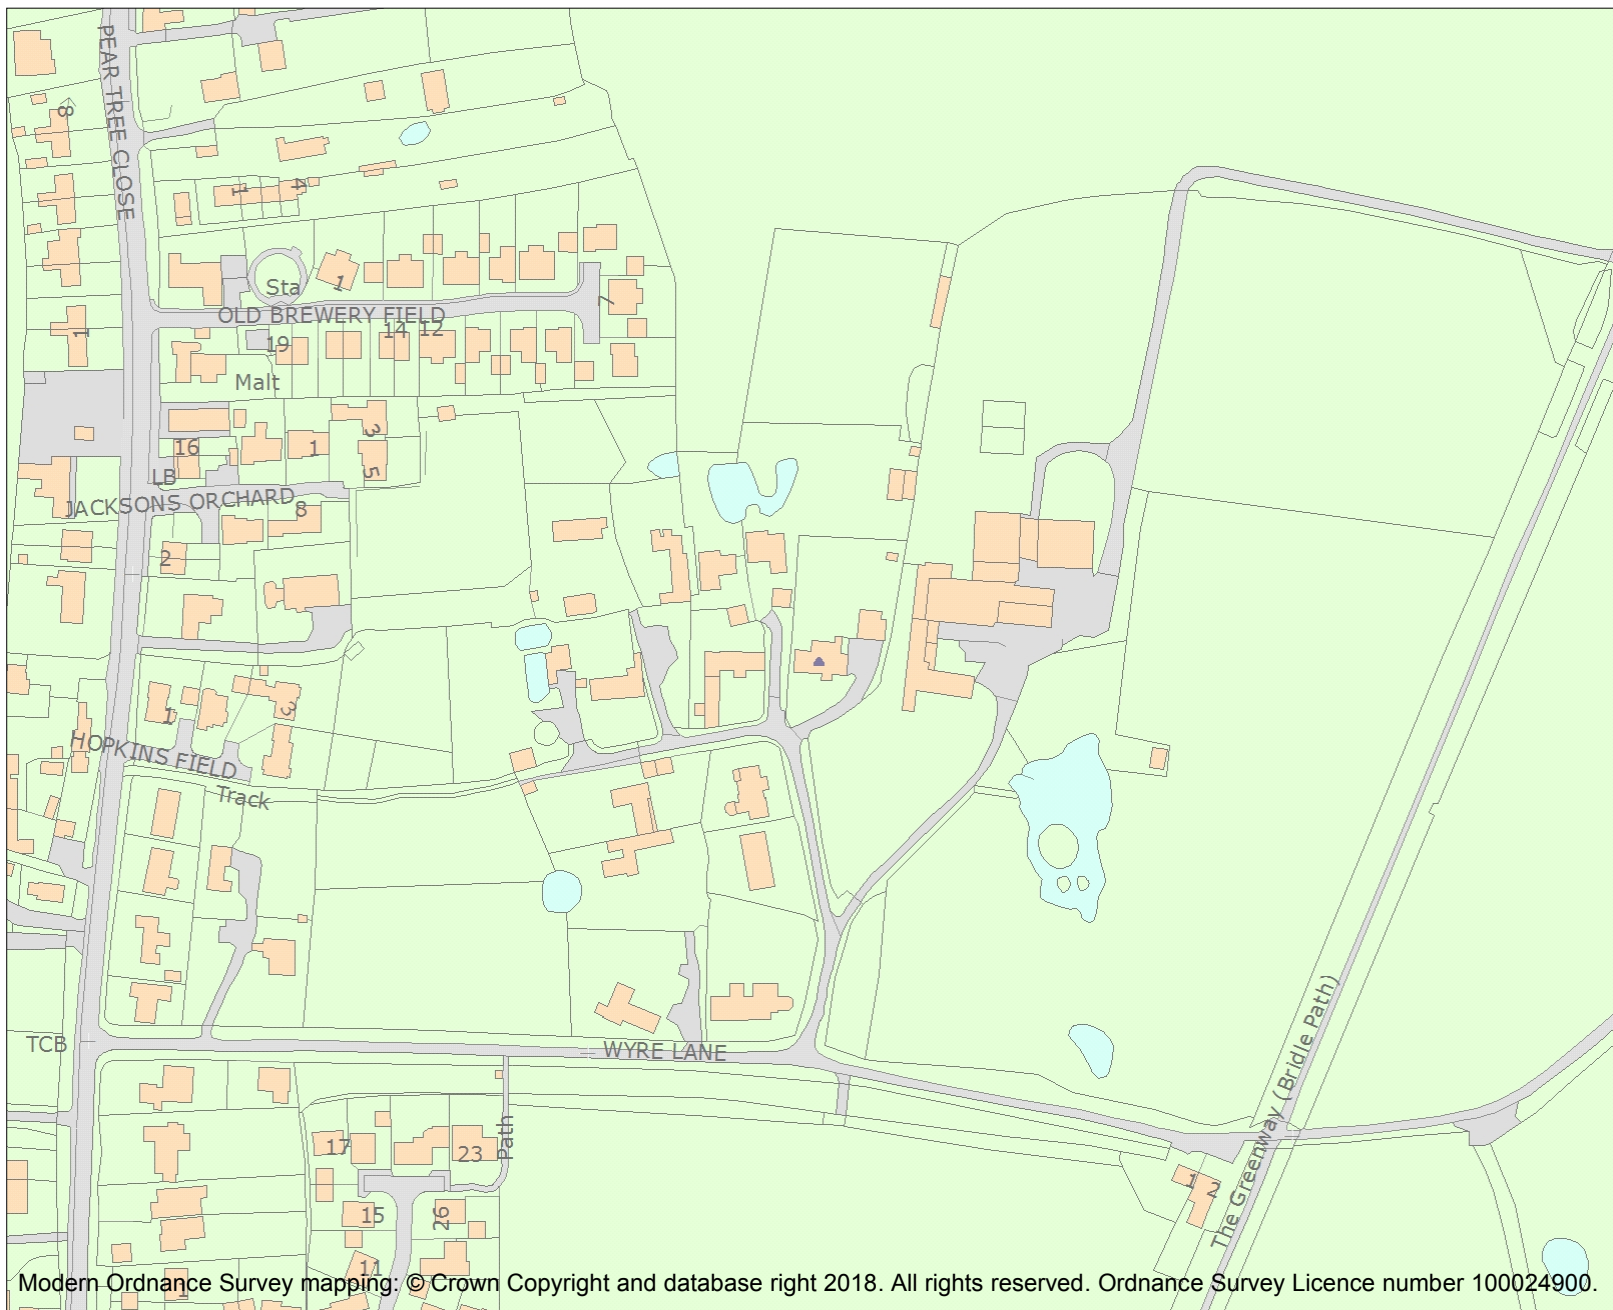 PEAR TREE CLOSE
8
1
4
Sta
1
7
OLD BREWERY FIELD
14
12
1
19
Malt
3
16
1
5
LB
JACKSONS ORCHARD
8
2
1
3
HOPKINS FIELD
Track
TCB
WYRE LANE
The Greenway (Bridle Path)
Path
17
23
1
2
15
26
11
1
Modern Ordnance Survey mapping: © Crown Copyright and database right 2018. All rights reserved. Ordnance Survey Licence number 100024900.